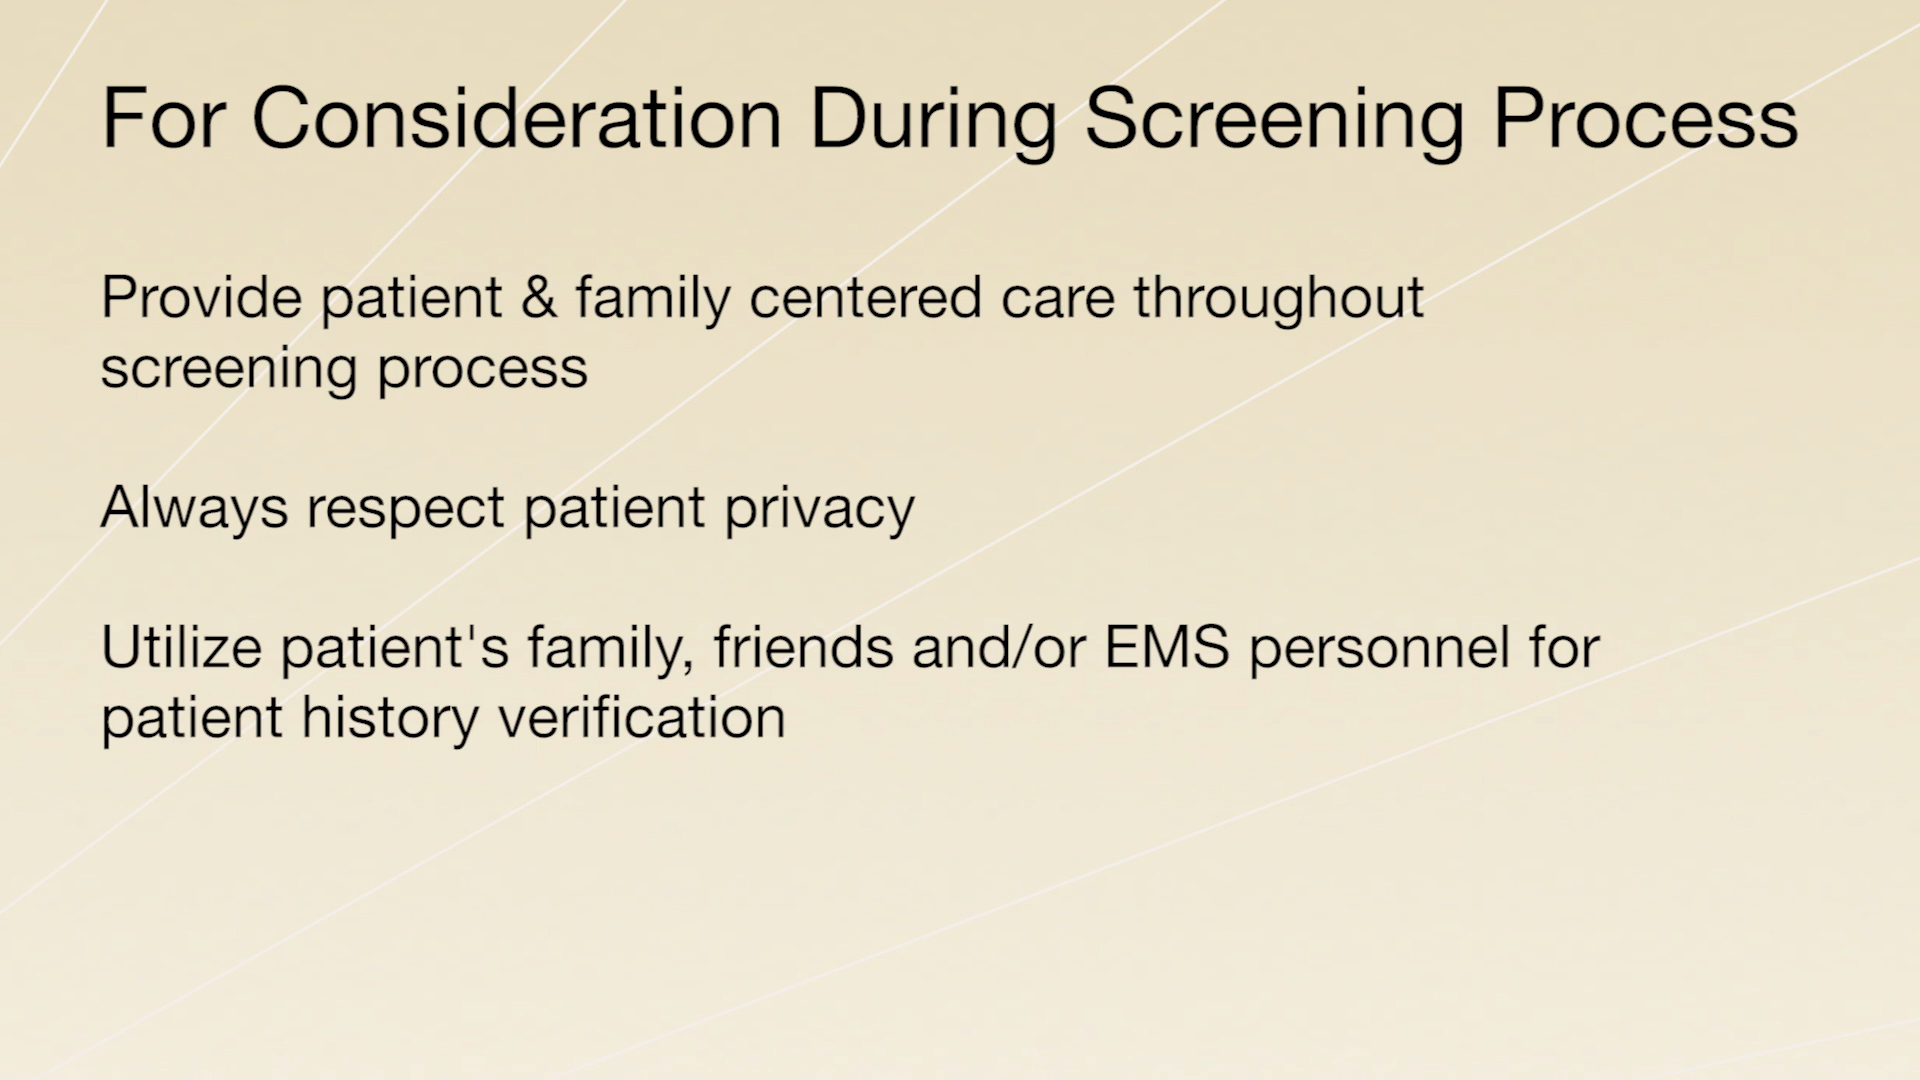 For Consideration During Screening Process
Provide patient & family centered care throughout
screening process
Always respect patient privacy
Utilize patient's family, friends and/or EMS personnel for
patient history verification